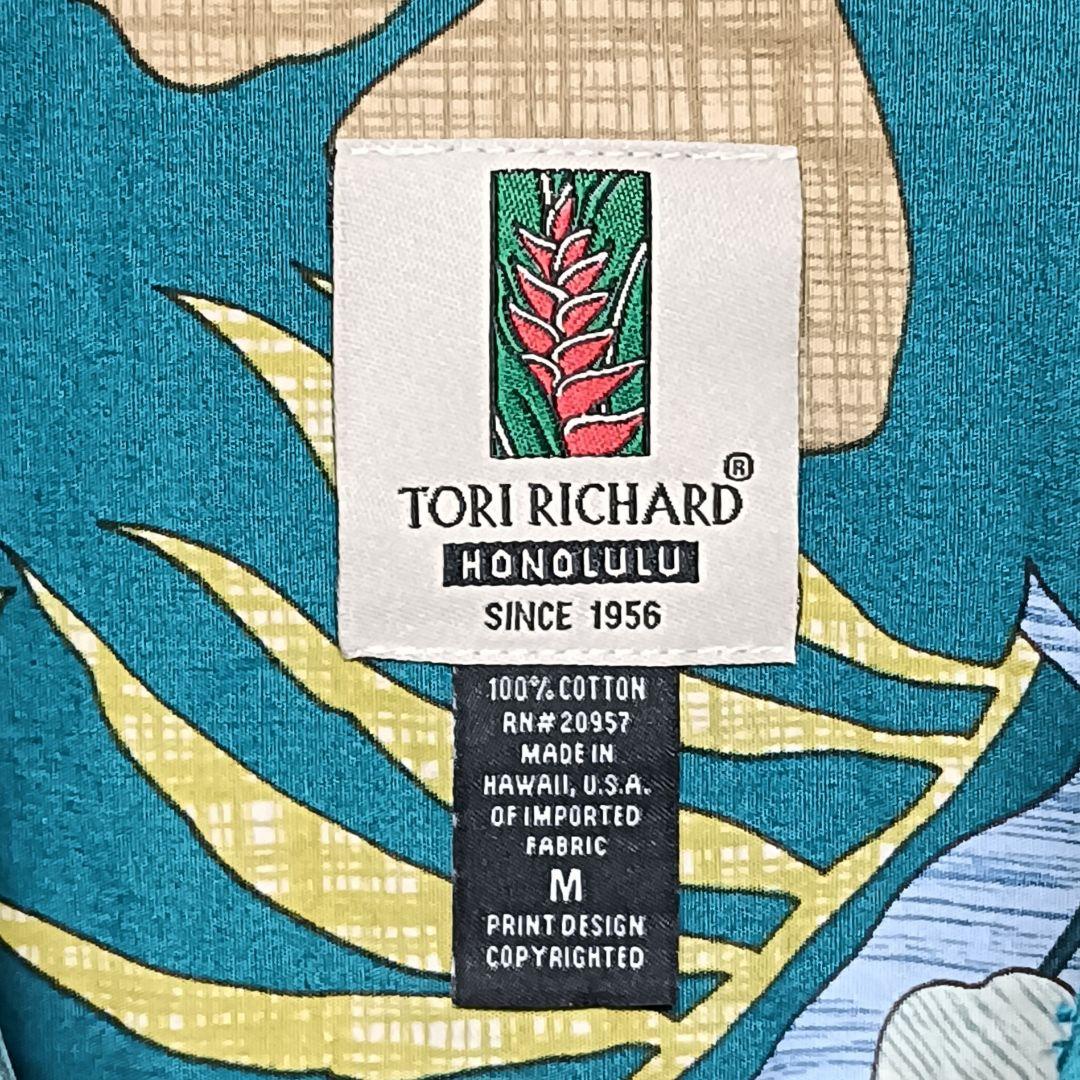 TORI RICHARD®
HONOLULU
SINCE 1956
100% COTTON
RN#20957
MADE IN
HAWAII, U.S.A.
OF IMPORTED
FABRIC
M
PRINT DESIGN
COPYRIGHTED